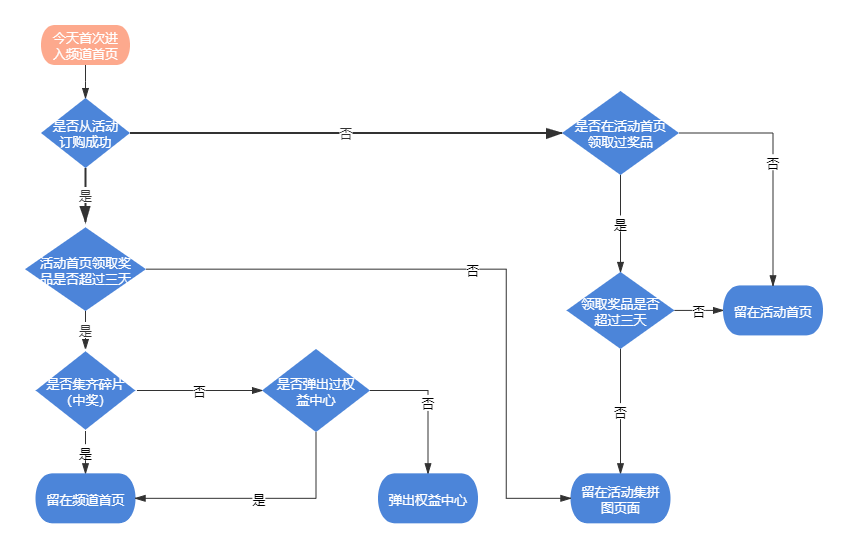 今天首次进
入频道首页
是否从活动
订购成功
否
是否在活动首页
领取过奖品
否
是
是
活动首页领取奖
品是否超过三天
否
领取奖品是否
超过三天
否
留在活动首页
是
是否集齐碎片
（中奖）
否
是否弹出过权
益中心
否
否
是
留在频道首页
是
弹出权益中心
留在活动集拼
图页面